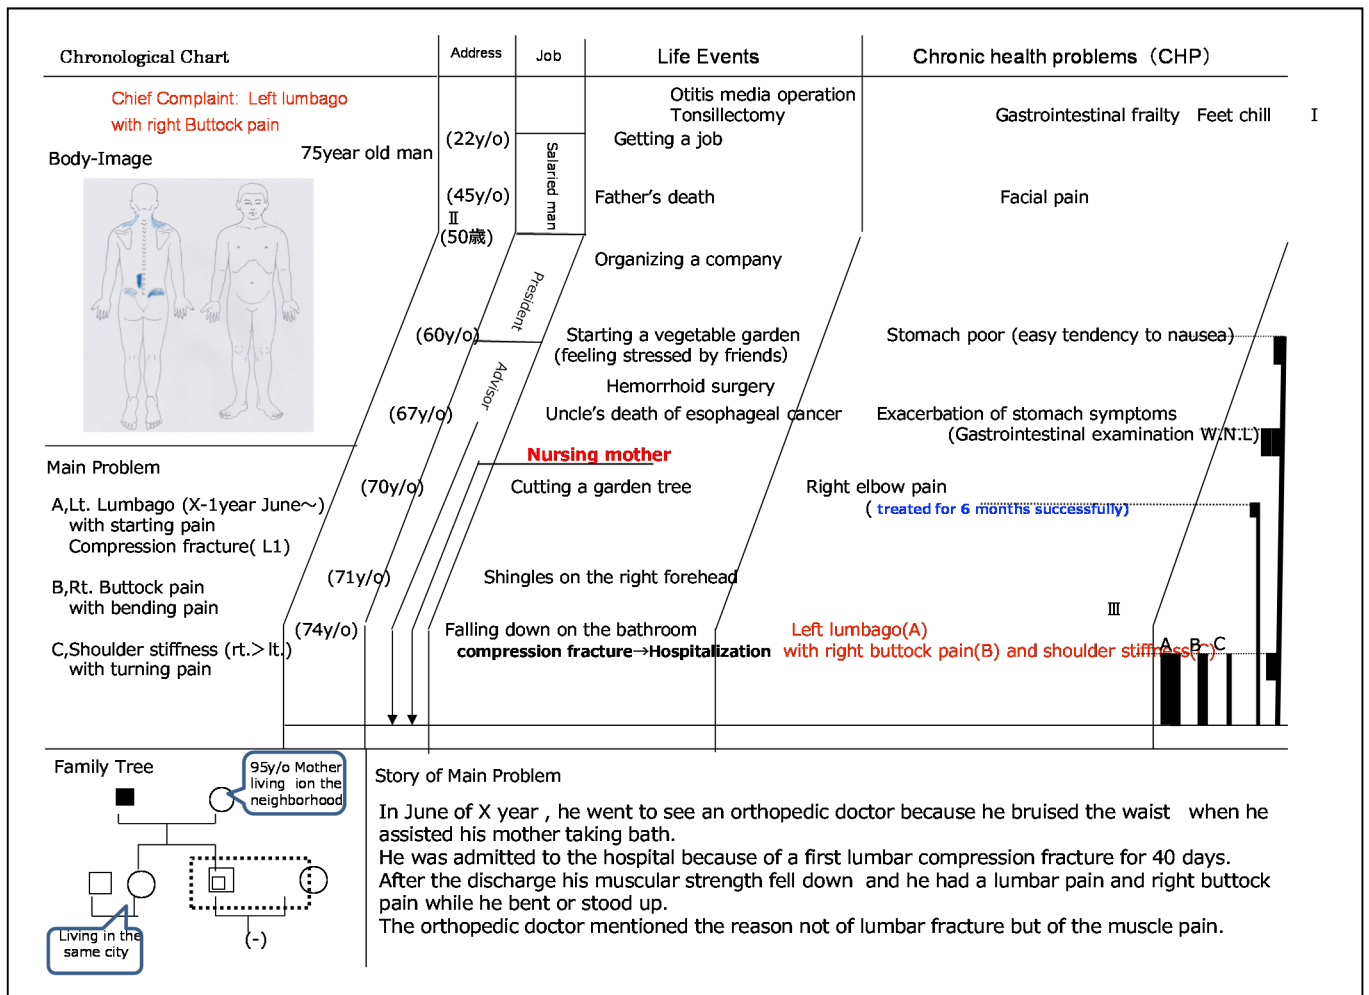 Chronological Chart
Address
Job
Life Events
Chronic health problems（CHP）
Chief Complaint: Left lumbago
with right Buttock pain
Body-Image
75year old man
Otitis media operation
Tonsillectomy
Gastrointestinal frailty Feet chill Ⅰ
(22y/o)
Getting a job
Salaried man
(45y/o)
Father's death
Facial pain
Ⅱ
(50歳)
Organizing a company
President
(60y/o)
Starting a vegetable garden
(feeling stressed by friends)
Stomach poor (easy tendency to nausea)
Advisor
Hemorrhoid surgery
(67y/o)
Uncle's death of esophageal cancer
Exacerbation of stomach symptoms
(Gastrointestinal examination W.N.L)
Nursing mother
(70y/o)
Cutting a garden tree
Right elbow pain
( treated for 6 months successfully)
(71y/o)
Shingles on the right forehead
Ⅲ
(74y/o)
Falling down on the bathroom
compression fracture→Hospitalization
Left lumbago(A)
with right buttock pain(B) and shoulder stiffness(C)
A B C
Main Problem
A,Lt. Lumbago (X-1year June～)
with starting pain
Compression fracture( L1)
B,Rt. Buttock pain
with bending pain
C,Shoulder stiffness (rt.＞lt.)
with turning pain
Family Tree
95y/o Mother
living ion the
neighborhood
Living in the
same city
(-)
Story of Main Problem
In June of X year , he went to see an orthopedic doctor because he bruised the waist when he
assisted his mother taking bath.
He was admitted to the hospital because of a first lumbar compression fracture for 40 days.
After the discharge his muscular strength fell down and he had a lumbar pain and right buttock
pain while he bent or stood up.
The orthopedic doctor mentioned the reason not of lumbar fracture but of the muscle pain.